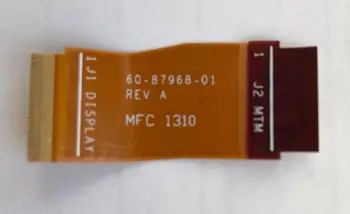 1 J1 DISPLAY
60-87968-01
REV A
MFC 1310
1 J2 MTM